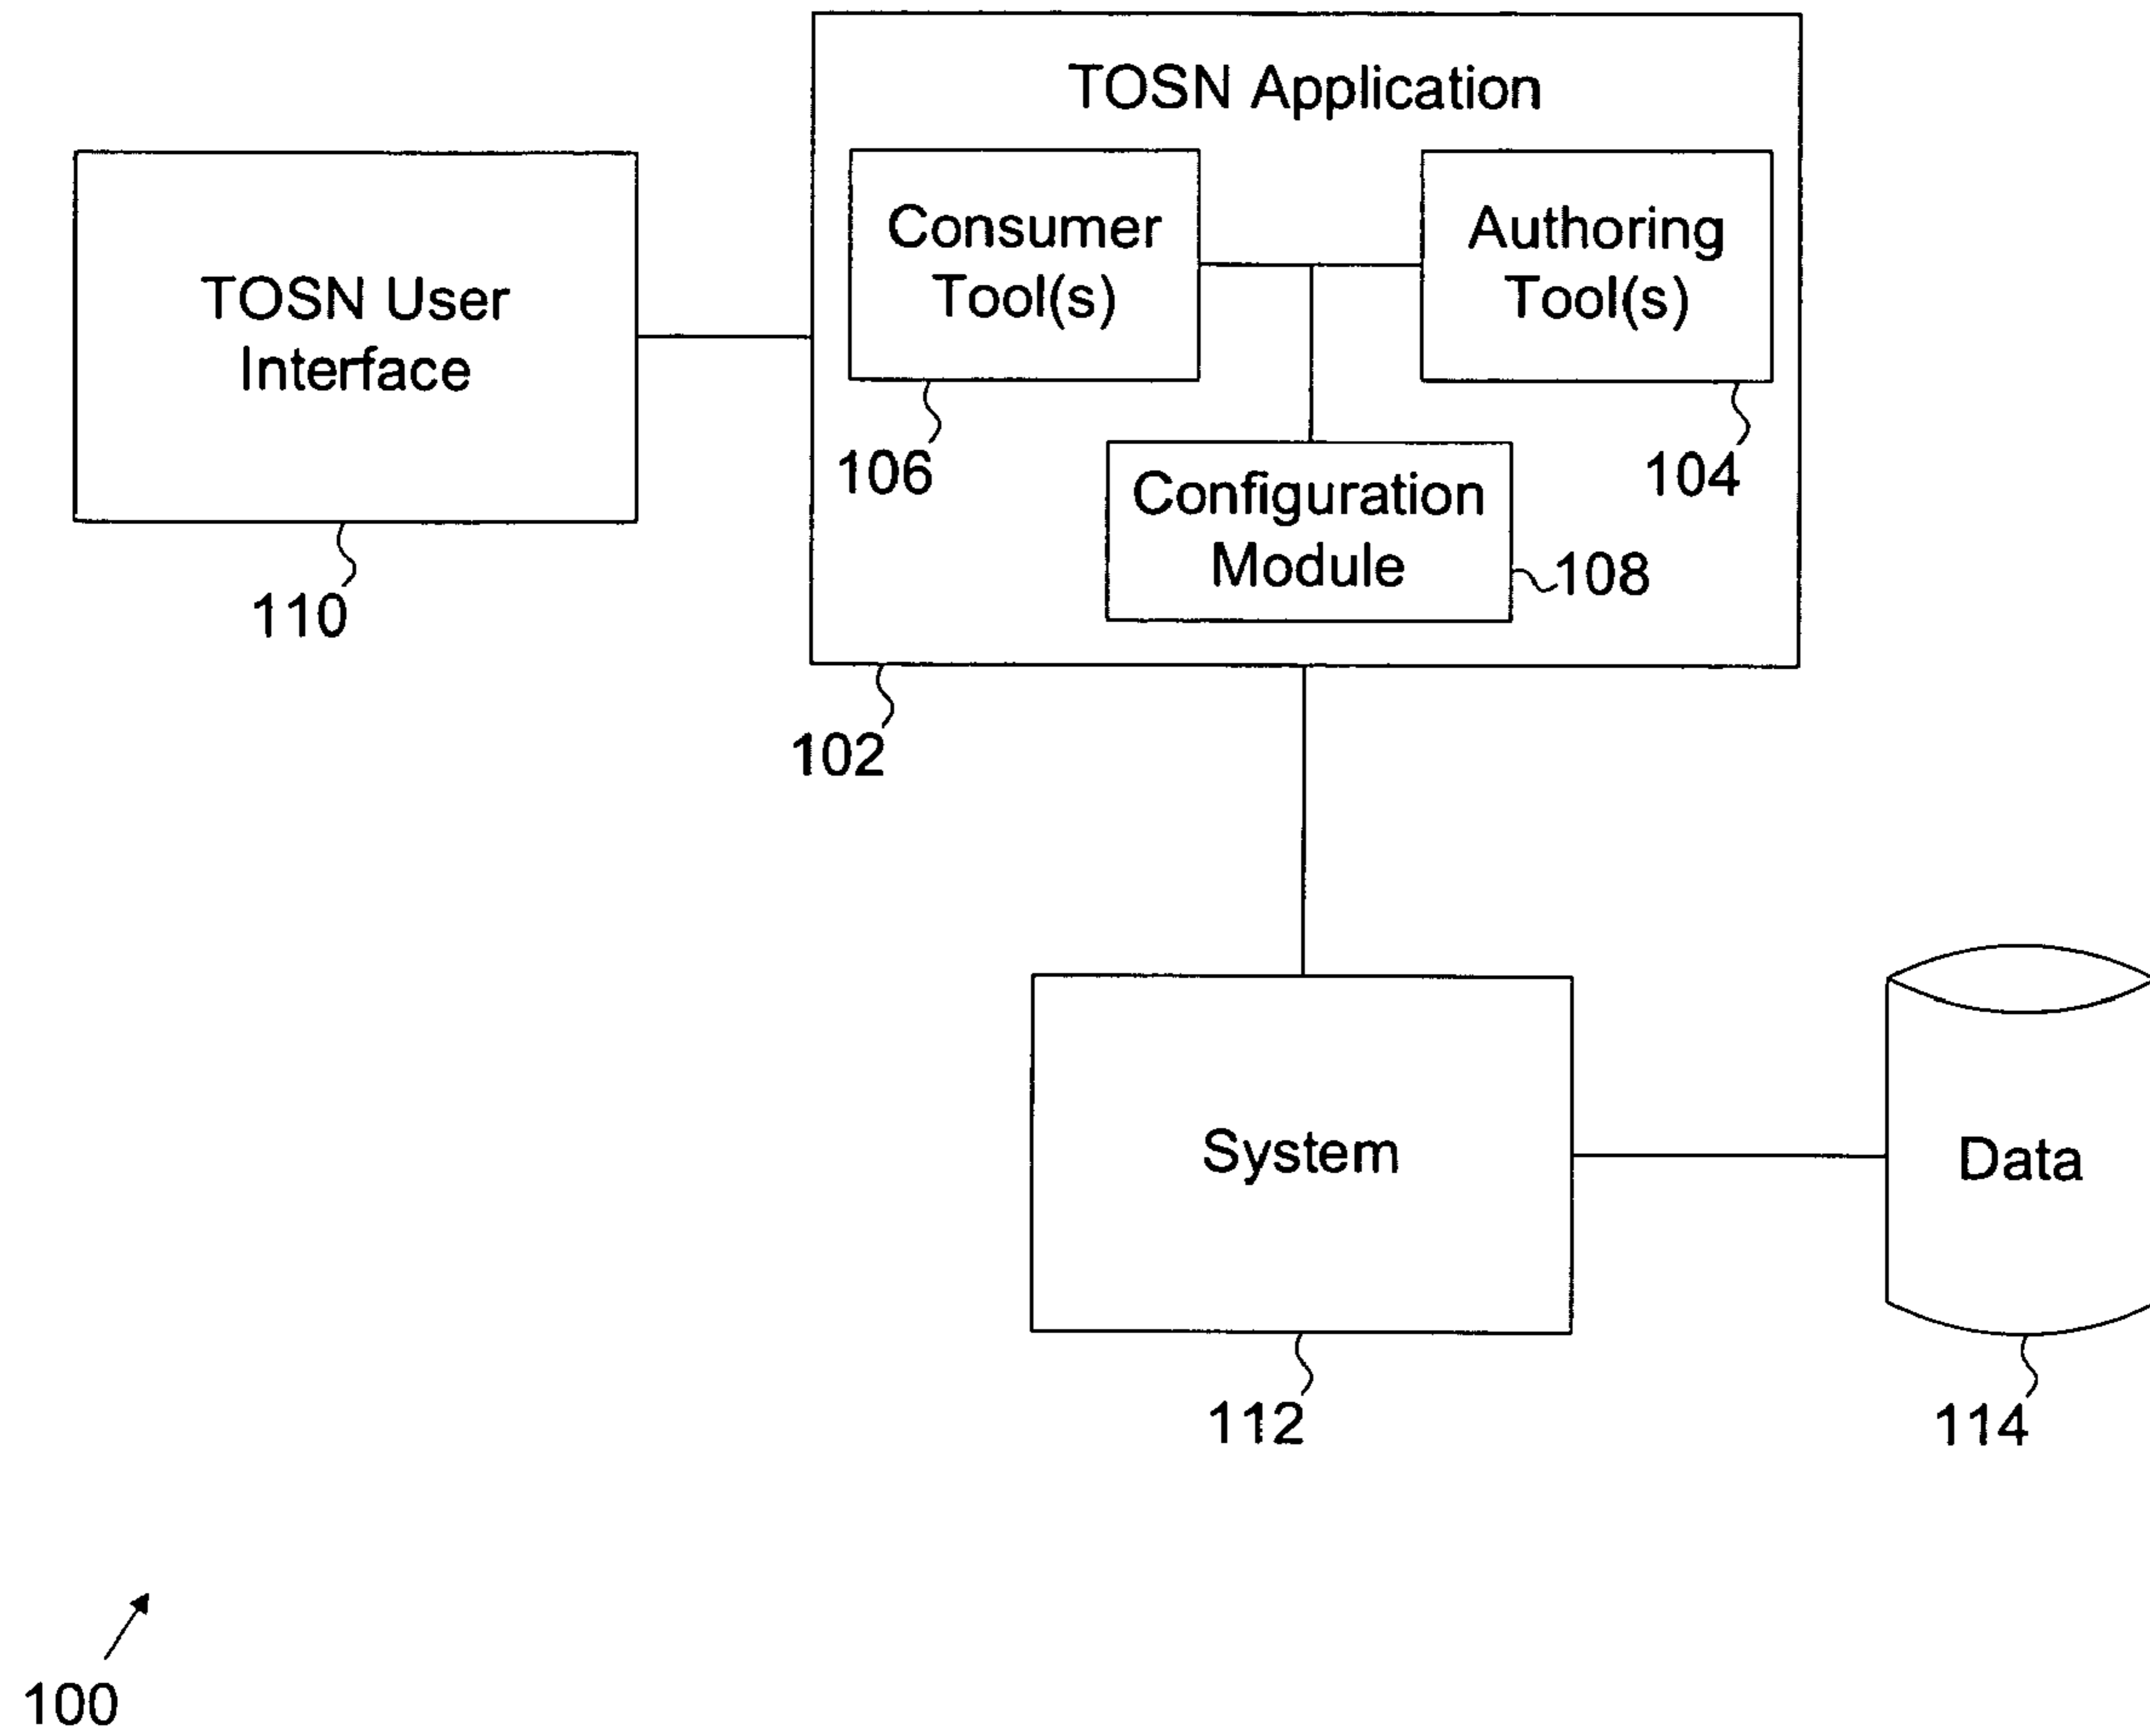 TOSN Application
TOSN User
Interface
Consumer
Tool(s)
Authoring
Tool(s)
106
104
Configuration
Module
108
110
102
System
Data
112
114
100